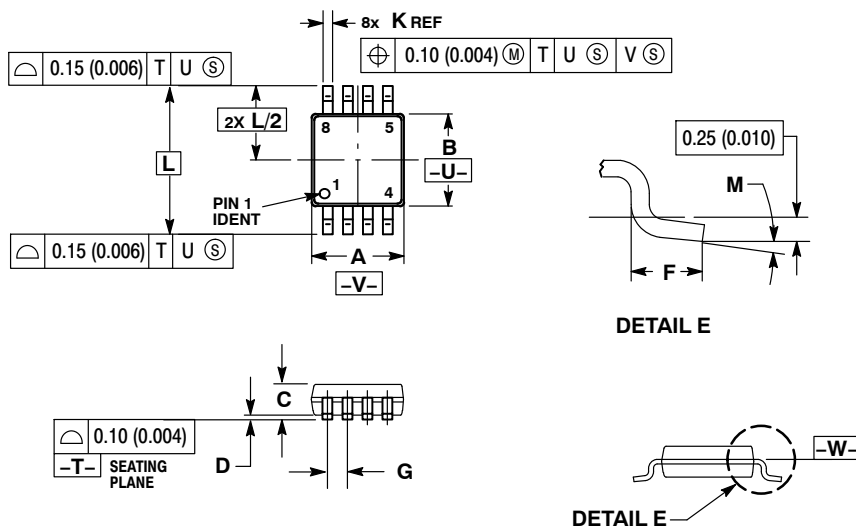 8x K REF
⌖ 0.10 (0.004) Ⓜ T U Ⓢ V Ⓢ
⌓ 0.15 (0.006) T U Ⓢ
2X L/2
L
8 5
B
–U–
1 4
PIN 1
IDENT
⌓ 0.15 (0.006) T U Ⓢ
A
–V–
0.25 (0.010)
M
F
DETAIL E
C
⌓ 0.10 (0.004)
–T– SEATING
PLANE
D
G
–W–
DETAIL E